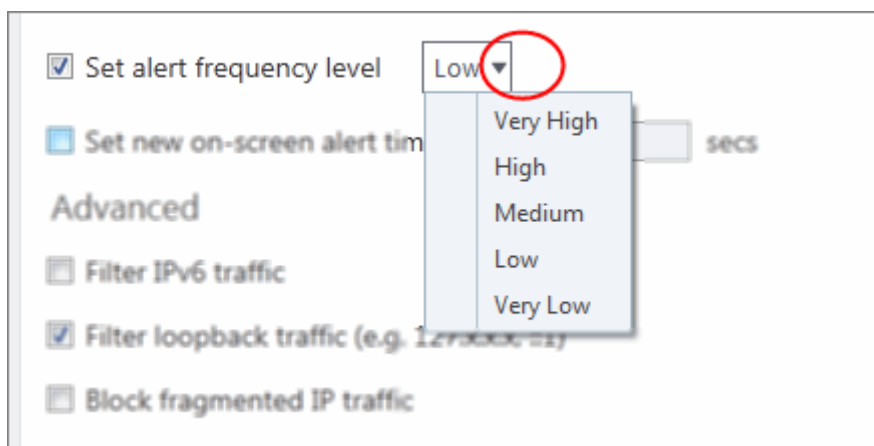 Set alert frequency level Low
Very High
Set new on-screen alert tim secs
High
Advanced
Medium
Filter IPv6 traffic
Low
Very Low
Filter loopback traffic (e.g.
Block fragmented IP traffic